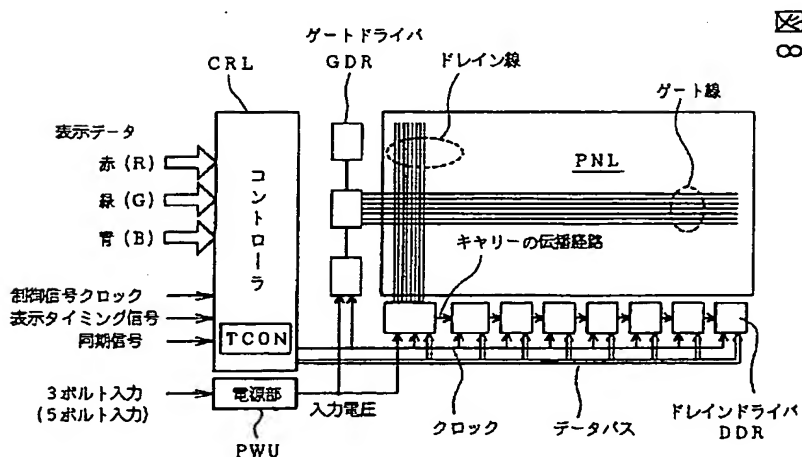 図
8
ゲートドライバ
GDR
ドレイン線
CRL
ゲート線
表示データ
赤(R)
緑(G)
青(B)
コントローラ
PNL
キャリーの伝播経路
制御信号クロック
表示タイミング信号
同期信号
TCON
3ボルト入力
(5ボルト入力)
電源部
入力電圧
PWU
クロック
データバス
ドレインドライバ
DDR